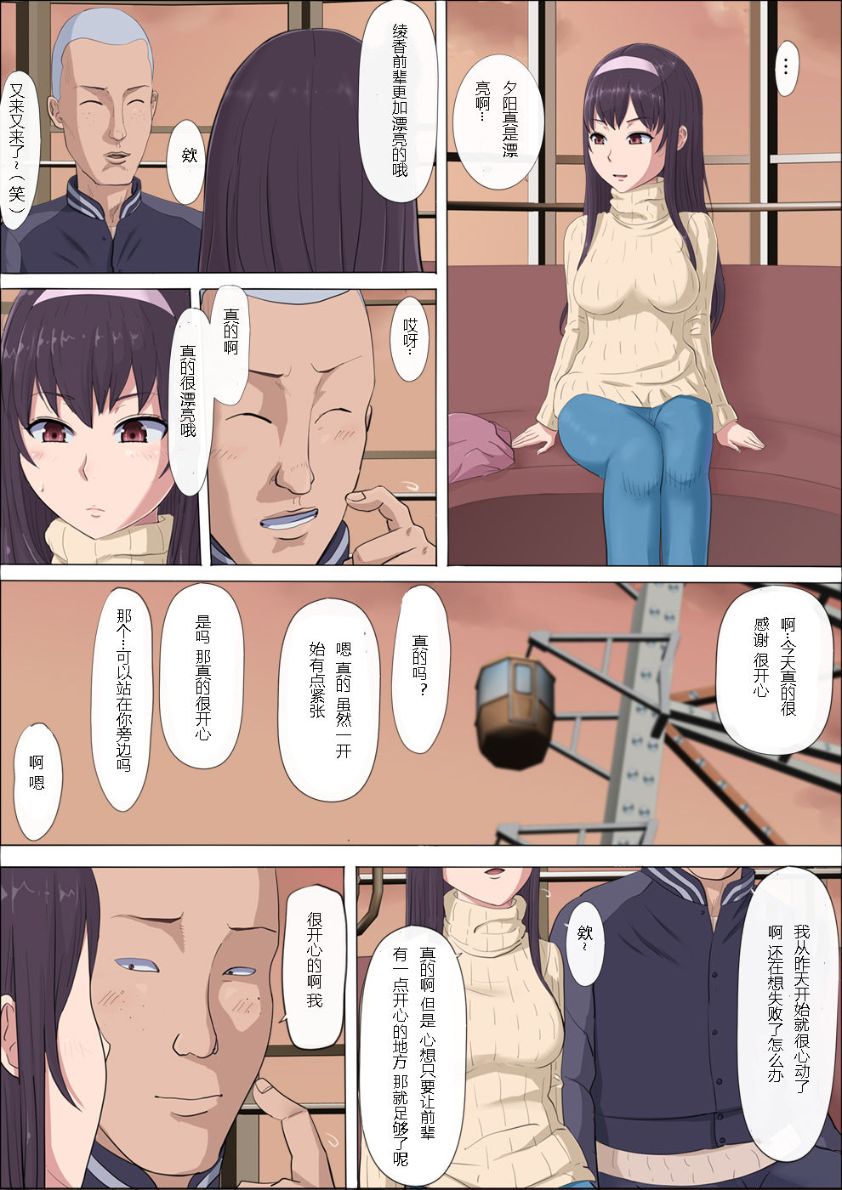 …
夕阳真是漂
亮啊…
绫香前辈更加漂亮的哦
欸
又来又来了~（笑）
哎呀…
真的啊
真的很漂亮哦
啊…今天真的很
感谢 很开心
真的吗？
嗯 真的 虽然一开
始有点紧张
是吗 那真的很开心
那个…可以站在你旁边吗
啊 嗯
我从昨天开始就很心动了
啊 还在想失败了怎么办
欸~
真的啊 但是 心想只要让前辈
有一点开心的地方 那就足够了呢
很开心的啊 我